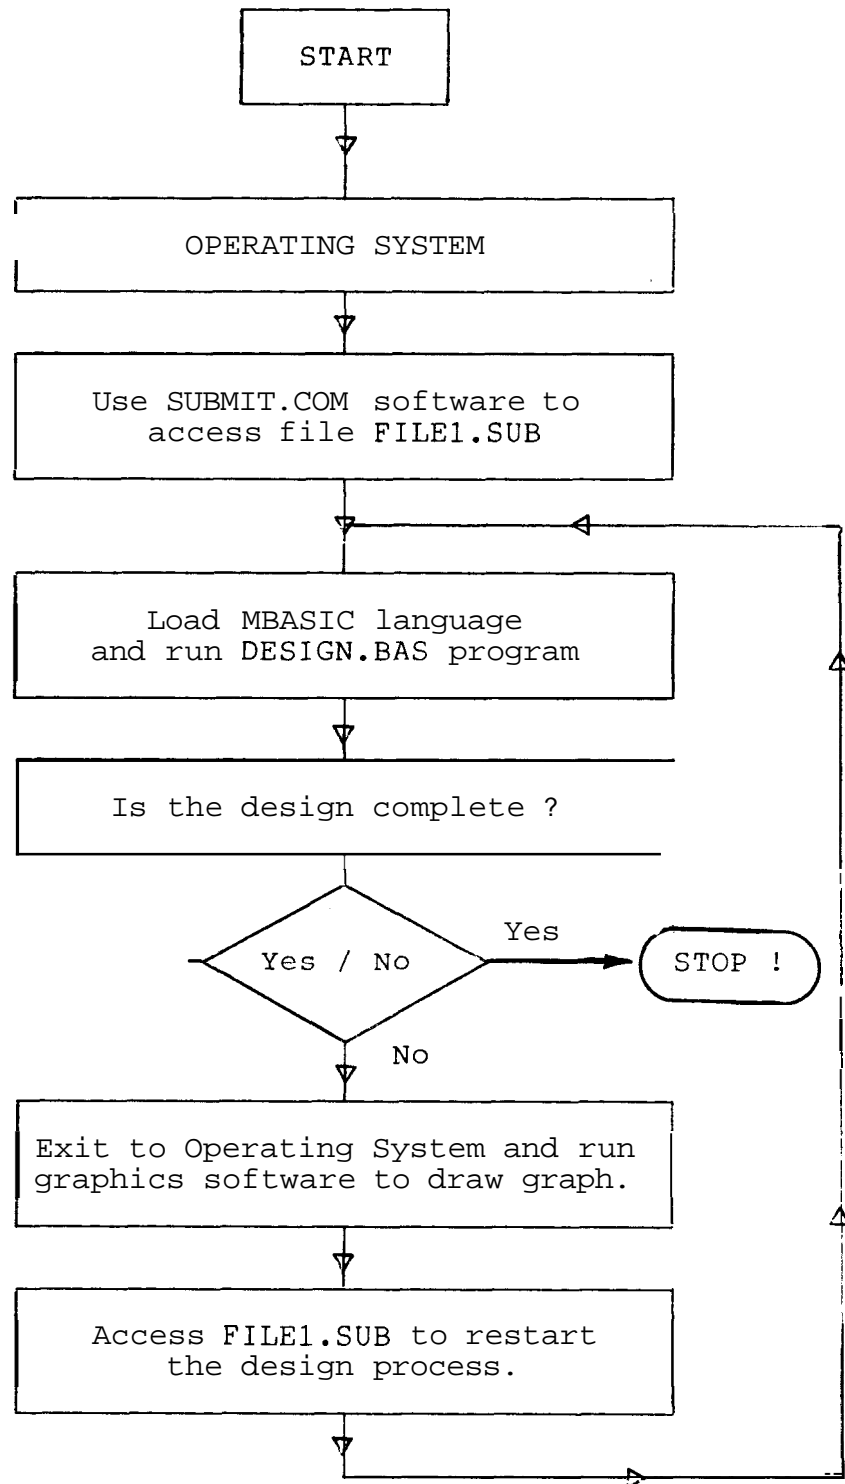 START
OPERATING SYSTEM
Use SUBMIT.COM software to
access file FILE1.SUB
Load MBASIC language
and run DESIGN.BAS program
Is the design complete ?
Yes / No
Yes
STOP !
No
Exit to Operating System and run
graphics software to draw graph.
Access FILE1.SUB to restart
the design process.